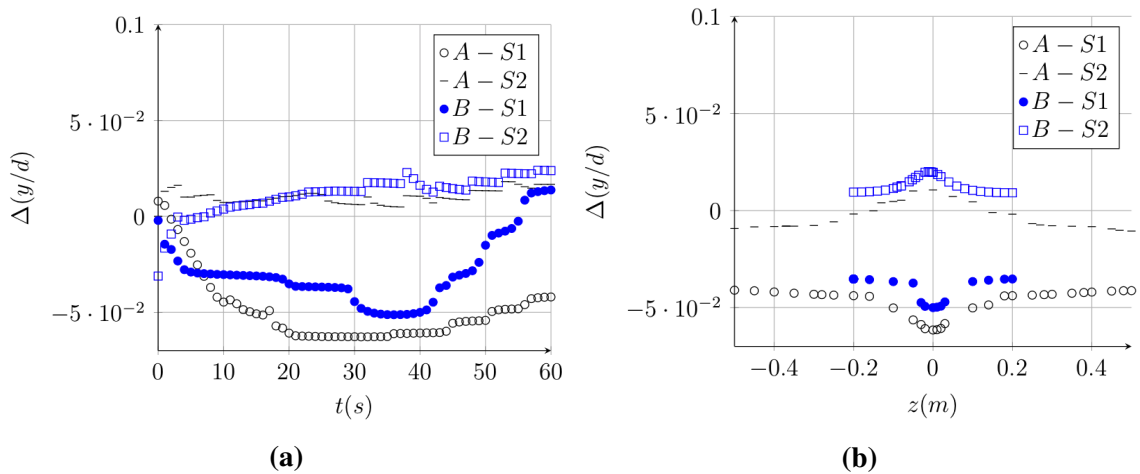 0.1
5 · 10⁻²
0
−5 · 10⁻²
Δ(y/d)
0 10 20 30 40 50 60
t(s)
A − S1
A − S2
B − S1
B − S2
(a)
0.1
5 · 10⁻²
0
−5 · 10⁻²
Δ(y/d)
−0.4 −0.2 0 0.2 0.4
z(m)
A − S1
A − S2
B − S1
B − S2
(b)